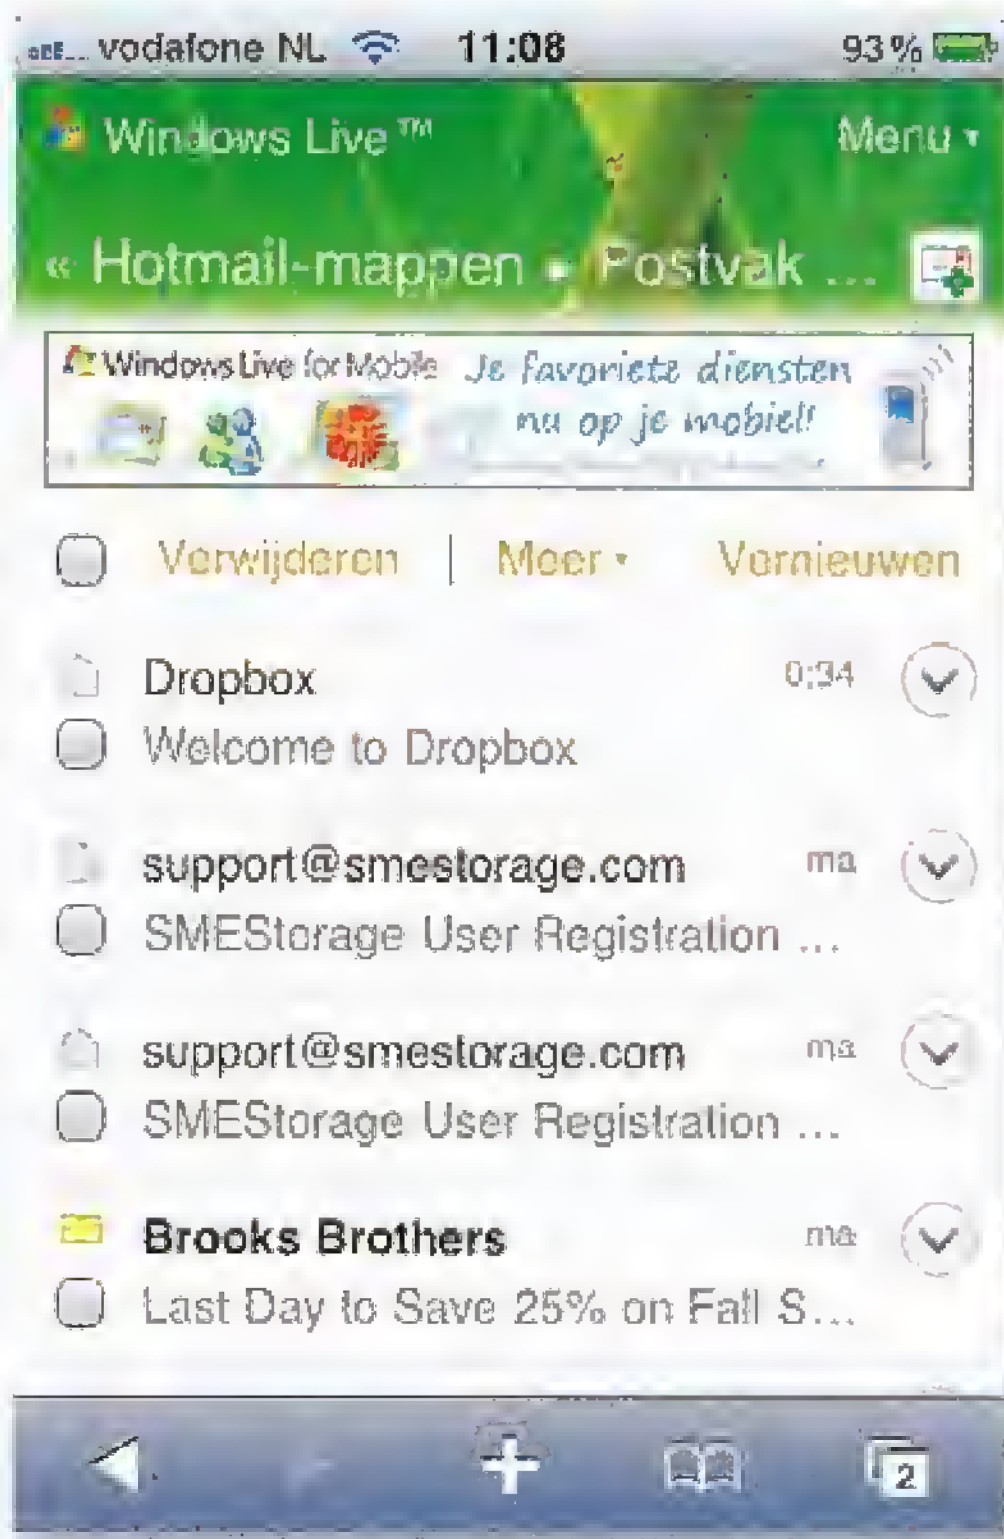 vodafone NL 11:08 93%
Windows Live™ Menu
« Hotmail-mappen • Postvak ...
Windows Live for Mobile Je favoriete diensten
nu op je mobiel!
Verwijderen | Meer Vernieuwen
Dropbox 0:34
Welcome to Dropbox
support@smestorage.com ma
SMEStorage User Registration ...
support@smestorage.com ma
SMEStorage User Registration ...
Brooks Brothers ma
Last Day to Save 25% on Fall S...
2